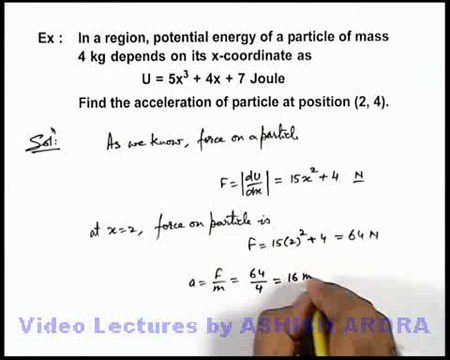 Ex : In a region, potential energy of a particle of mass
4 kg depends on its x-coordinate as
U = 5x³ + 4x + 7 Joule
Find the acceleration of particle at position (2, 4).
Sol: As we know, force on a particle
F = |dU/dx| = 15x² + 4 N
at x=2, force on particle is
F = 15(2)² + 4 = 64 N
a = F/m = 64/4 = 16 m
Video Lectures by ASHISH ARORA